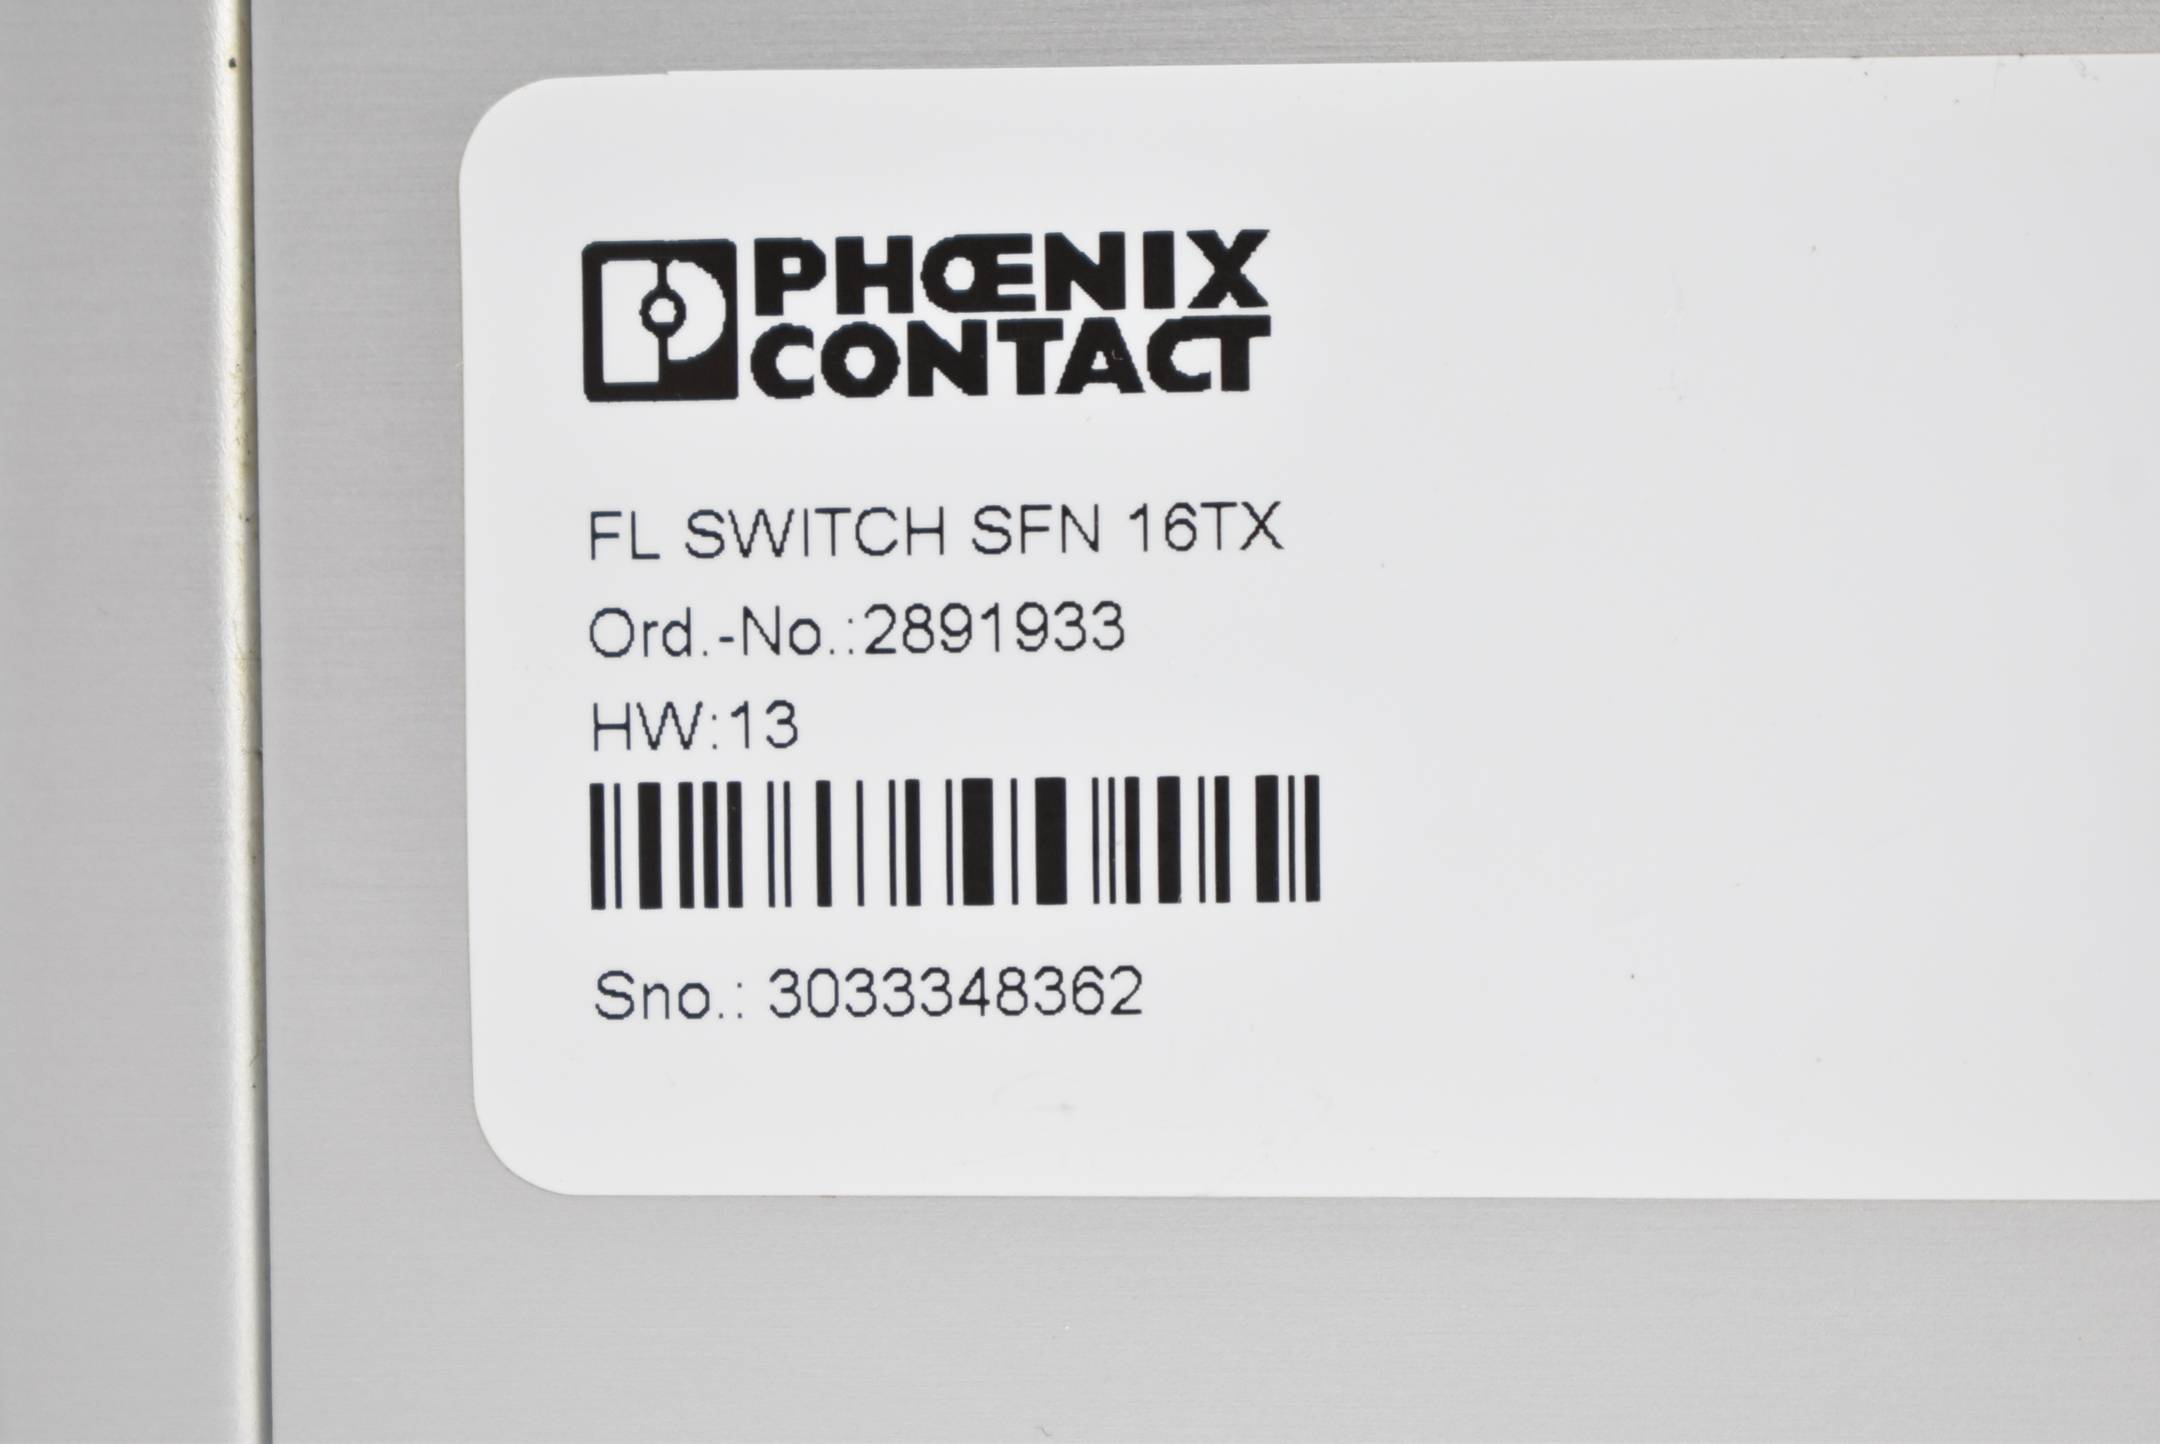 PHŒNIX
CONTACT
FL SWITCH SFN 16TX
Ord.-No.:2891933
HW:13
Sno.: 3033348362